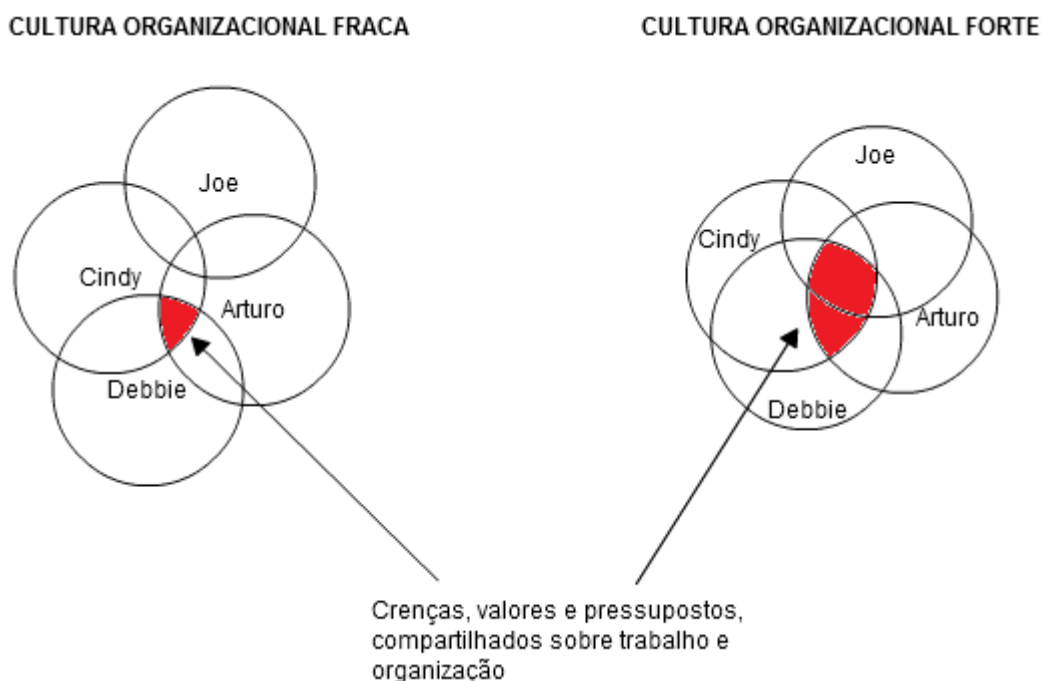 CULTURA ORGANIZACIONAL FRACA
CULTURA ORGANIZACIONAL FORTE
Joe
Cindy
Arturo
Debbie
Joe
Cindy
Arturo
Debbie
Crenças, valores e pressupostos,
compartilhados sobre trabalho e
organização